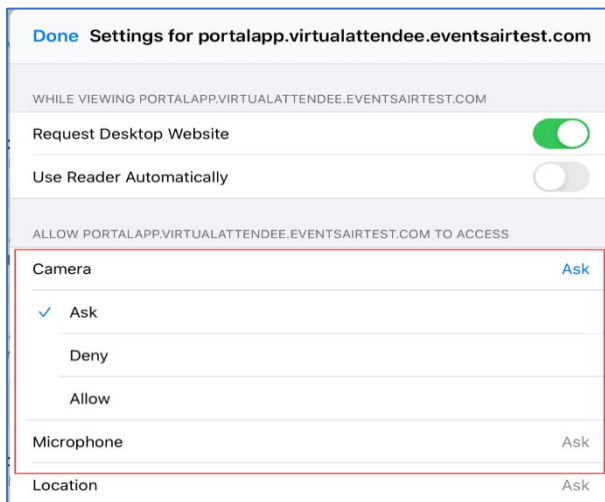 Done Settings for portalapp.virtualattendee.eventsairtest.com
WHILE VIEWING PORTALAPP.VIRTUALATTENDEE.EVENTSAIRTEST.COM
Request Desktop Website
Use Reader Automatically
ALLOW PORTALAPP.VIRTUALATTENDEE.EVENTSAIRTEST.COM TO ACCESS
Camera Ask
Ask
Deny
Allow
Microphone Ask
Location Ask